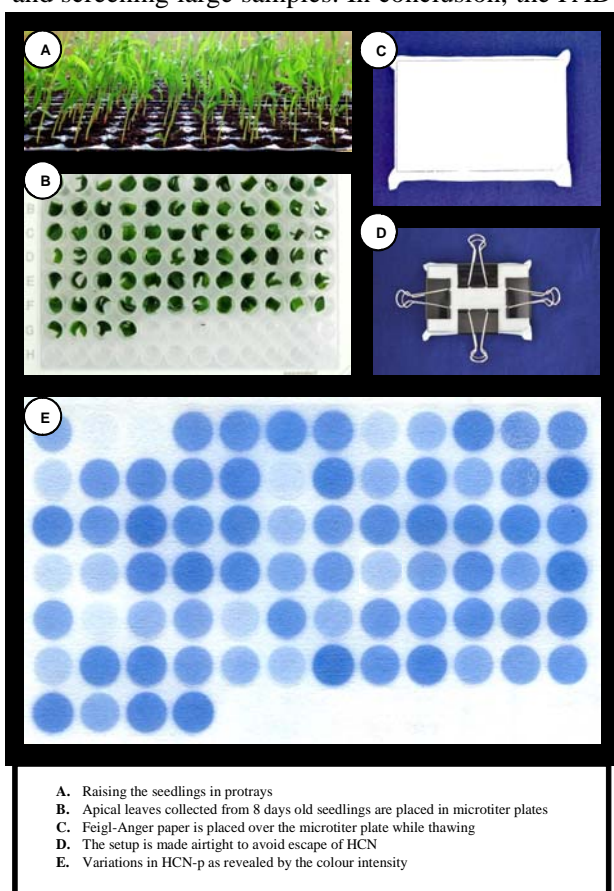 and screening large samples. In conclusion, the FAB
A
C
B
D
B
C
D
E
F
G
H
E
A. Raising the seedlings in protrays
B. Apical leaves collected from 8 days old seedlings are placed in microtiter plates
C. Feigl-Anger paper is placed over the microtiter plate while thawing
D. The setup is made airtight to avoid escape of HCN
E. Variations in HCN-p as revealed by the colour intensity